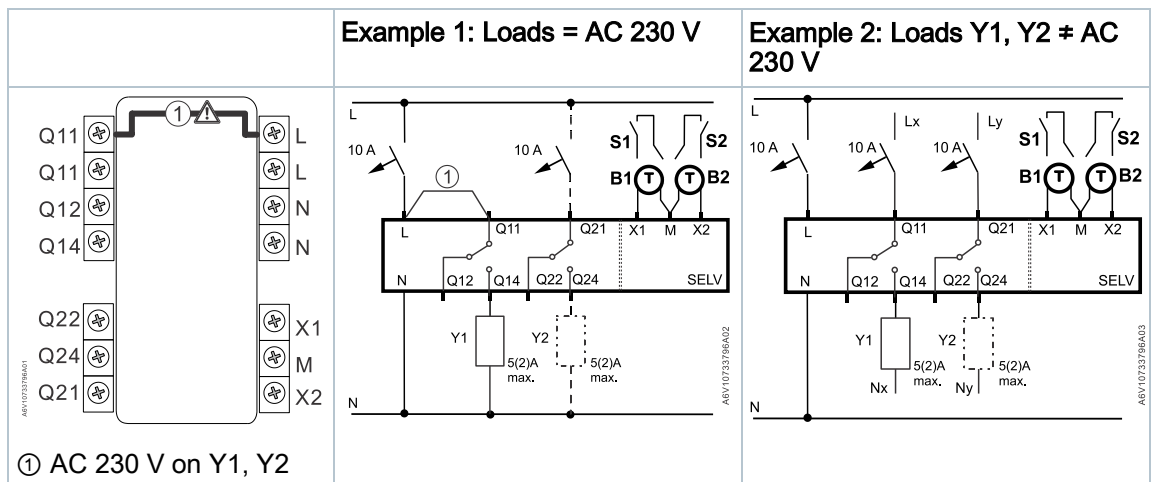 Example 1: Loads = AC 230 V
Example 2: Loads Y1, Y2 ≠ AC
230 V
①
Q11
L
Q11
L
Q12
N
Q14
N
Q22
X1
Q24
M
Q21
X2
A6V10733796A01
① AC 230 V on Y1, Y2
L
10 A
10 A
S1
S2
B1
T
T
B2
①
L
Q11
Q21
X1
M
X2
N
Q12
Q14
Q22
Q24
SELV
Y1
5(2)A
max.
Y2
5(2)A
max.
N
A6V10733796A02
L
Lx
Ly
10 A
10 A
10 A
S1
S2
B1
T
T
B2
L
Q11
Q21
X1
M
X2
N
Q12
Q14
Q22
Q24
SELV
Y1
5(2)A
max.
Nx
Y2
5(2)A
max.
Ny
N
A6V10733796A03